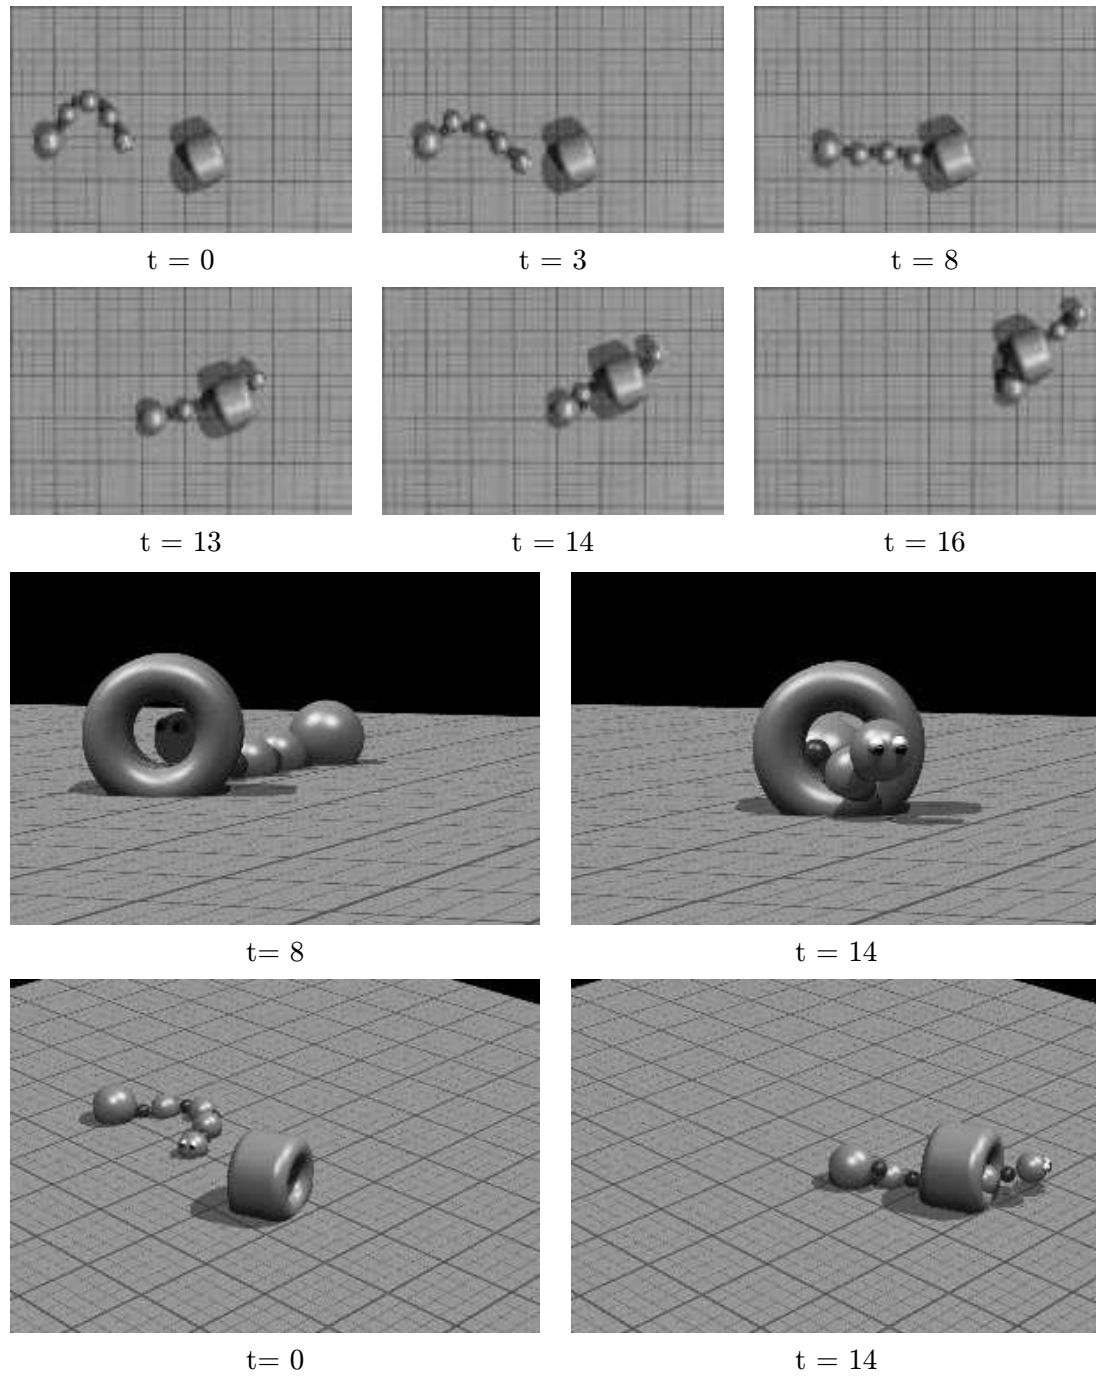 t = 0
t = 3
t = 8
t = 13
t = 14
t = 16
t= 8
t = 14
t= 0
t = 14